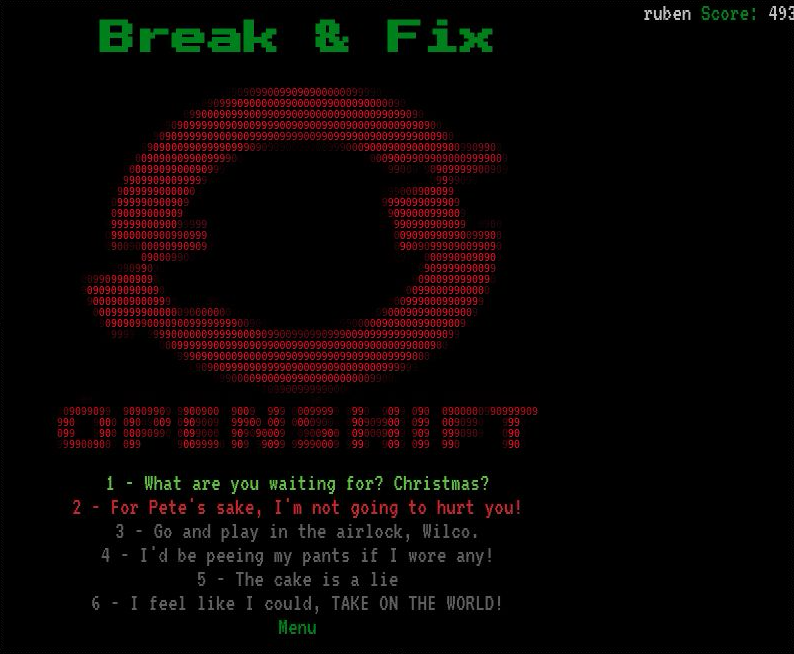 Break & Fix
ruben Score: 493
1 - What are you waiting for? Christmas?
2 - For Pete's sake, I'm not going to hurt you!
3 - Go and play in the airlock, Wilco.
4 - I'd be peeing my pants if I wore any!
5 - The cake is a lie
6 - I feel like I could, TAKE ON THE WORLD!
Menu